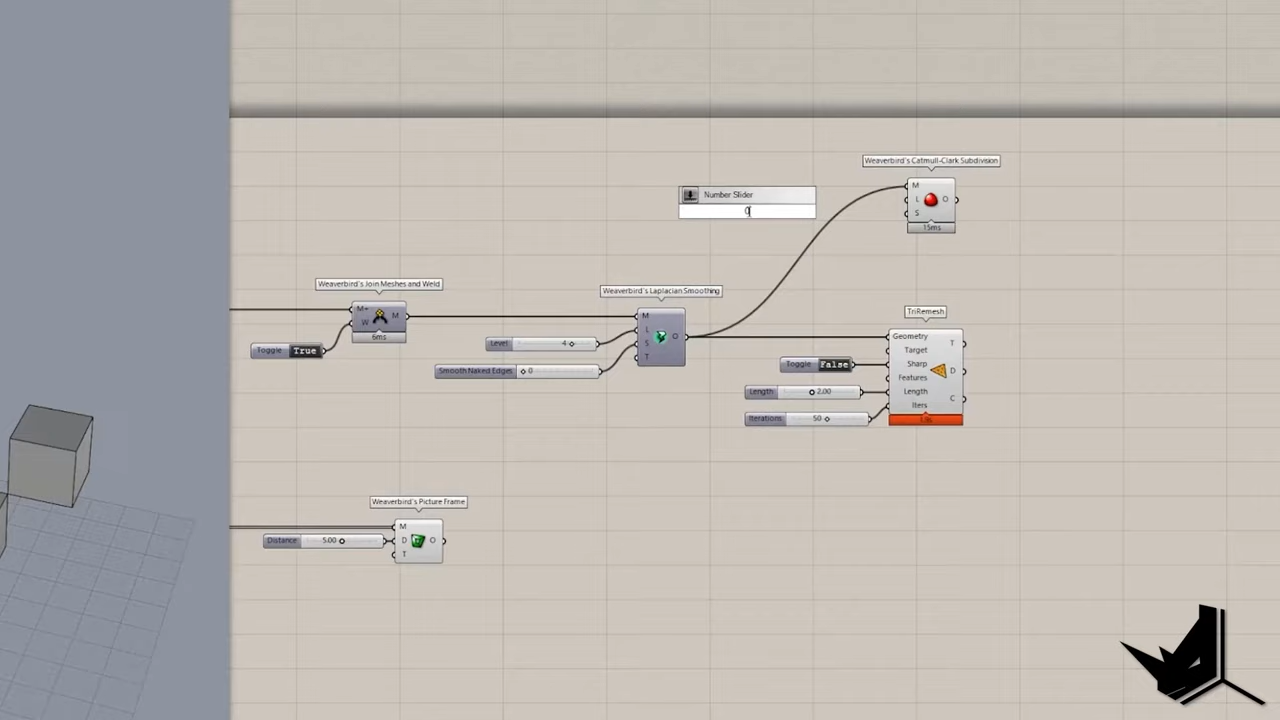 Weaverbird's Catmull-Clark Subdivision
M
L O
S
15ms
Number Slider
0
Weaverbird's Join Meshes and Weld
M+ M
W
6ms
Toggle True
Weaverbird's Laplacian Smoothing
M
L
S O
T
Level 4
Smooth Naked Edges 0
TriRemesh
Geometry T
Target
Sharp D
Features
Length C
Iters
Toggle False
Length 2.00
Iterations 50
Weaverbird's Picture Frame
M
D O
T
Distance 5.00